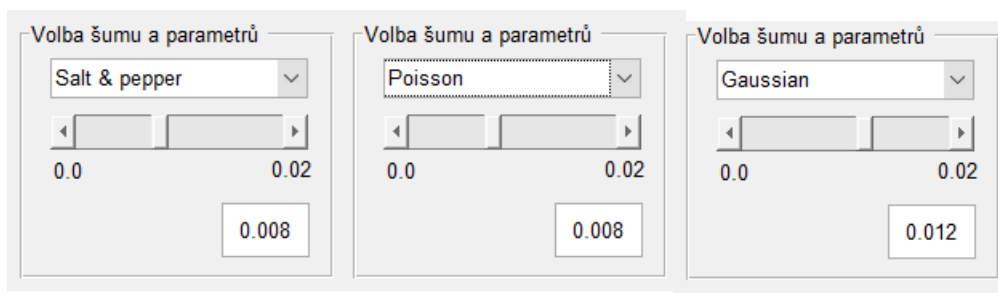 Volba šumu a parametrů
Salt & pepper
0.0 0.02
0.008
Volba šumu a parametrů
Poisson
0.0 0.02
0.008
Volba šumu a parametrů
Gaussian
0.0 0.02
0.012